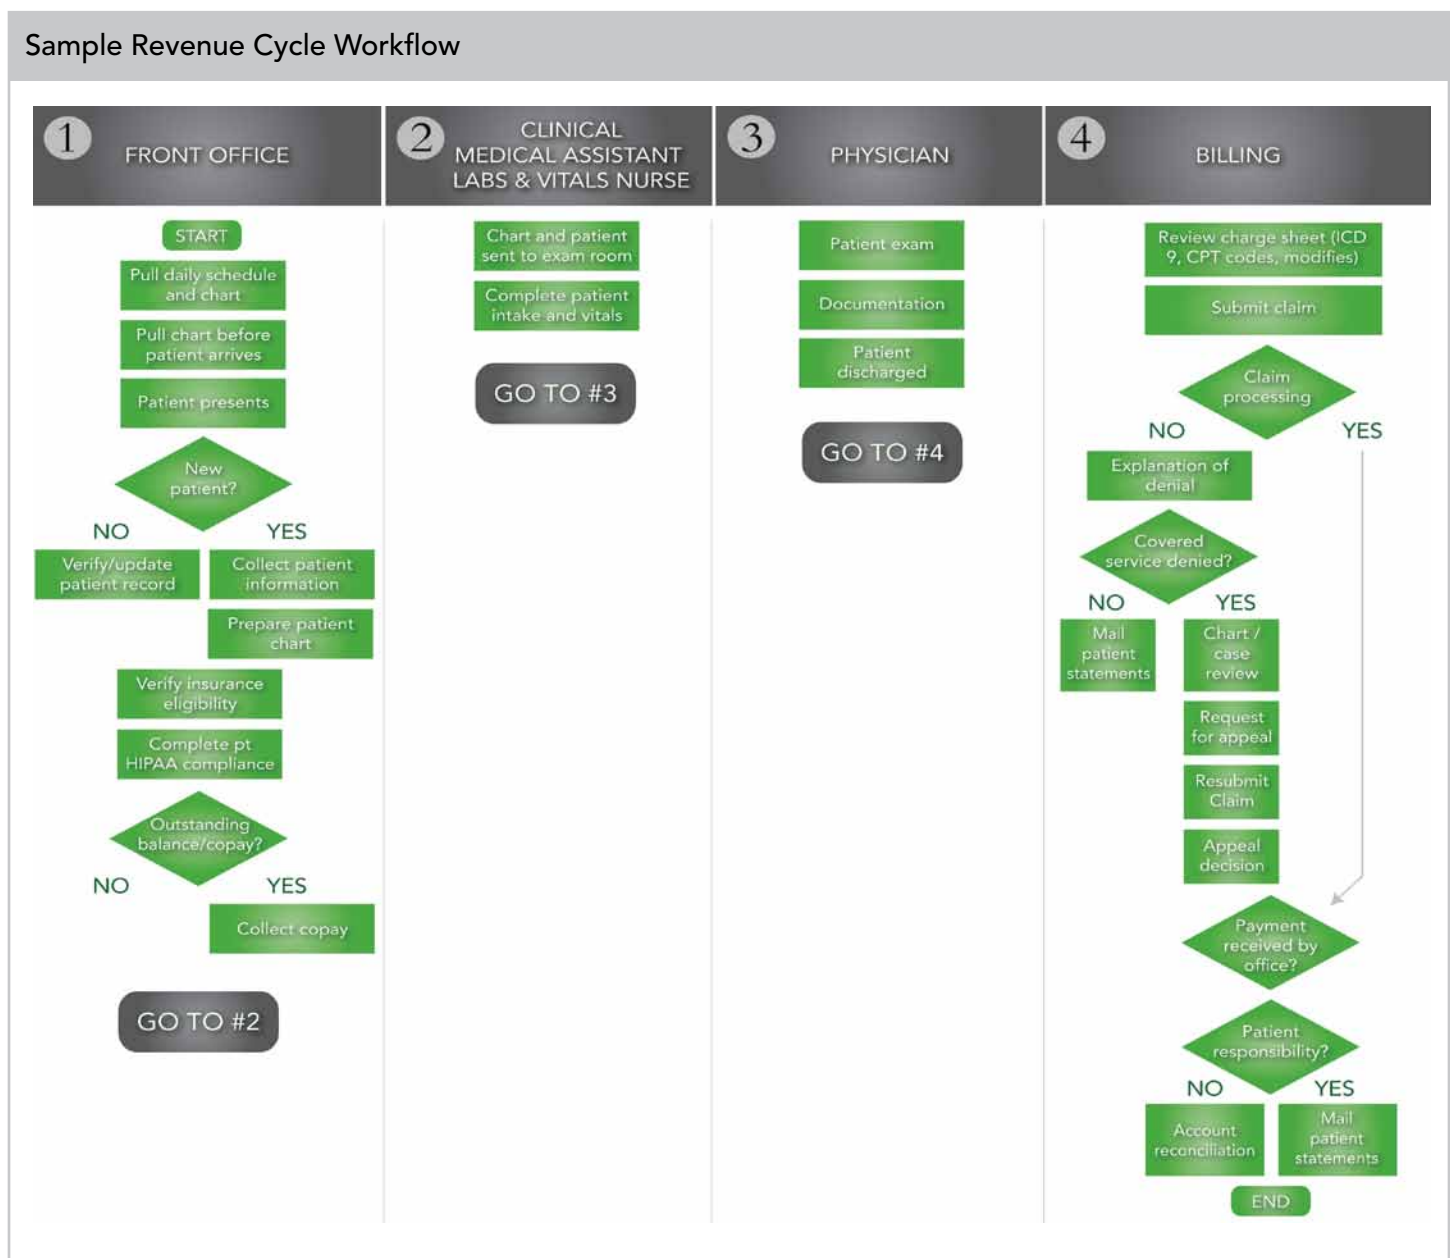 Sample Revenue Cycle Workflow
1
FRONT OFFICE
START
Pull daily schedule
and chart
Pull chart before
patient arrives
Patient presents
New
patient?
NO
YES
Verify/update
patient record
Collect patient
information
Prepare patient
chart
Verify insurance
eligibility
Complete pt
HIPAA compliance
Outstanding
balance/copay?
NO
YES
Collect copay
GO TO #2
2
CLINICAL
MEDICAL ASSISTANT
LABS & VITALS NURSE
Chart and patient
sent to exam room
Complete patient
intake and vitals
GO TO #3
3
PHYSICIAN
Patient exam
Documentation
Patient
discharged
GO TO #4
4
BILLING
Review charge sheet (ICD
9, CPT codes, modifies)
Submit claim
Claim
processing
NO
YES
Explanation of
denial
Covered
service denied?
NO
YES
Mail
patient
statements
Chart /
case
review
Request
for appeal
Resubmit
Claim
Appeal
decision
Payment
received by
office?
Patient
responsibility?
NO
YES
Account
reconciliation
Mail
patient
statements
END